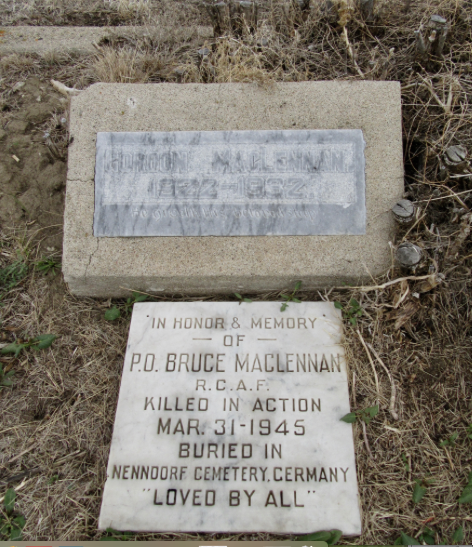 MACLENNAN
IN HONOR & MEMORY
— OF —
P.O. BRUCE MACLENNAN
R.C.A.F.
KILLED IN ACTION
MAR. 31-1945
BURIED IN
NENNDORF CEMETERY, GERMANY
"LOVED BY ALL"